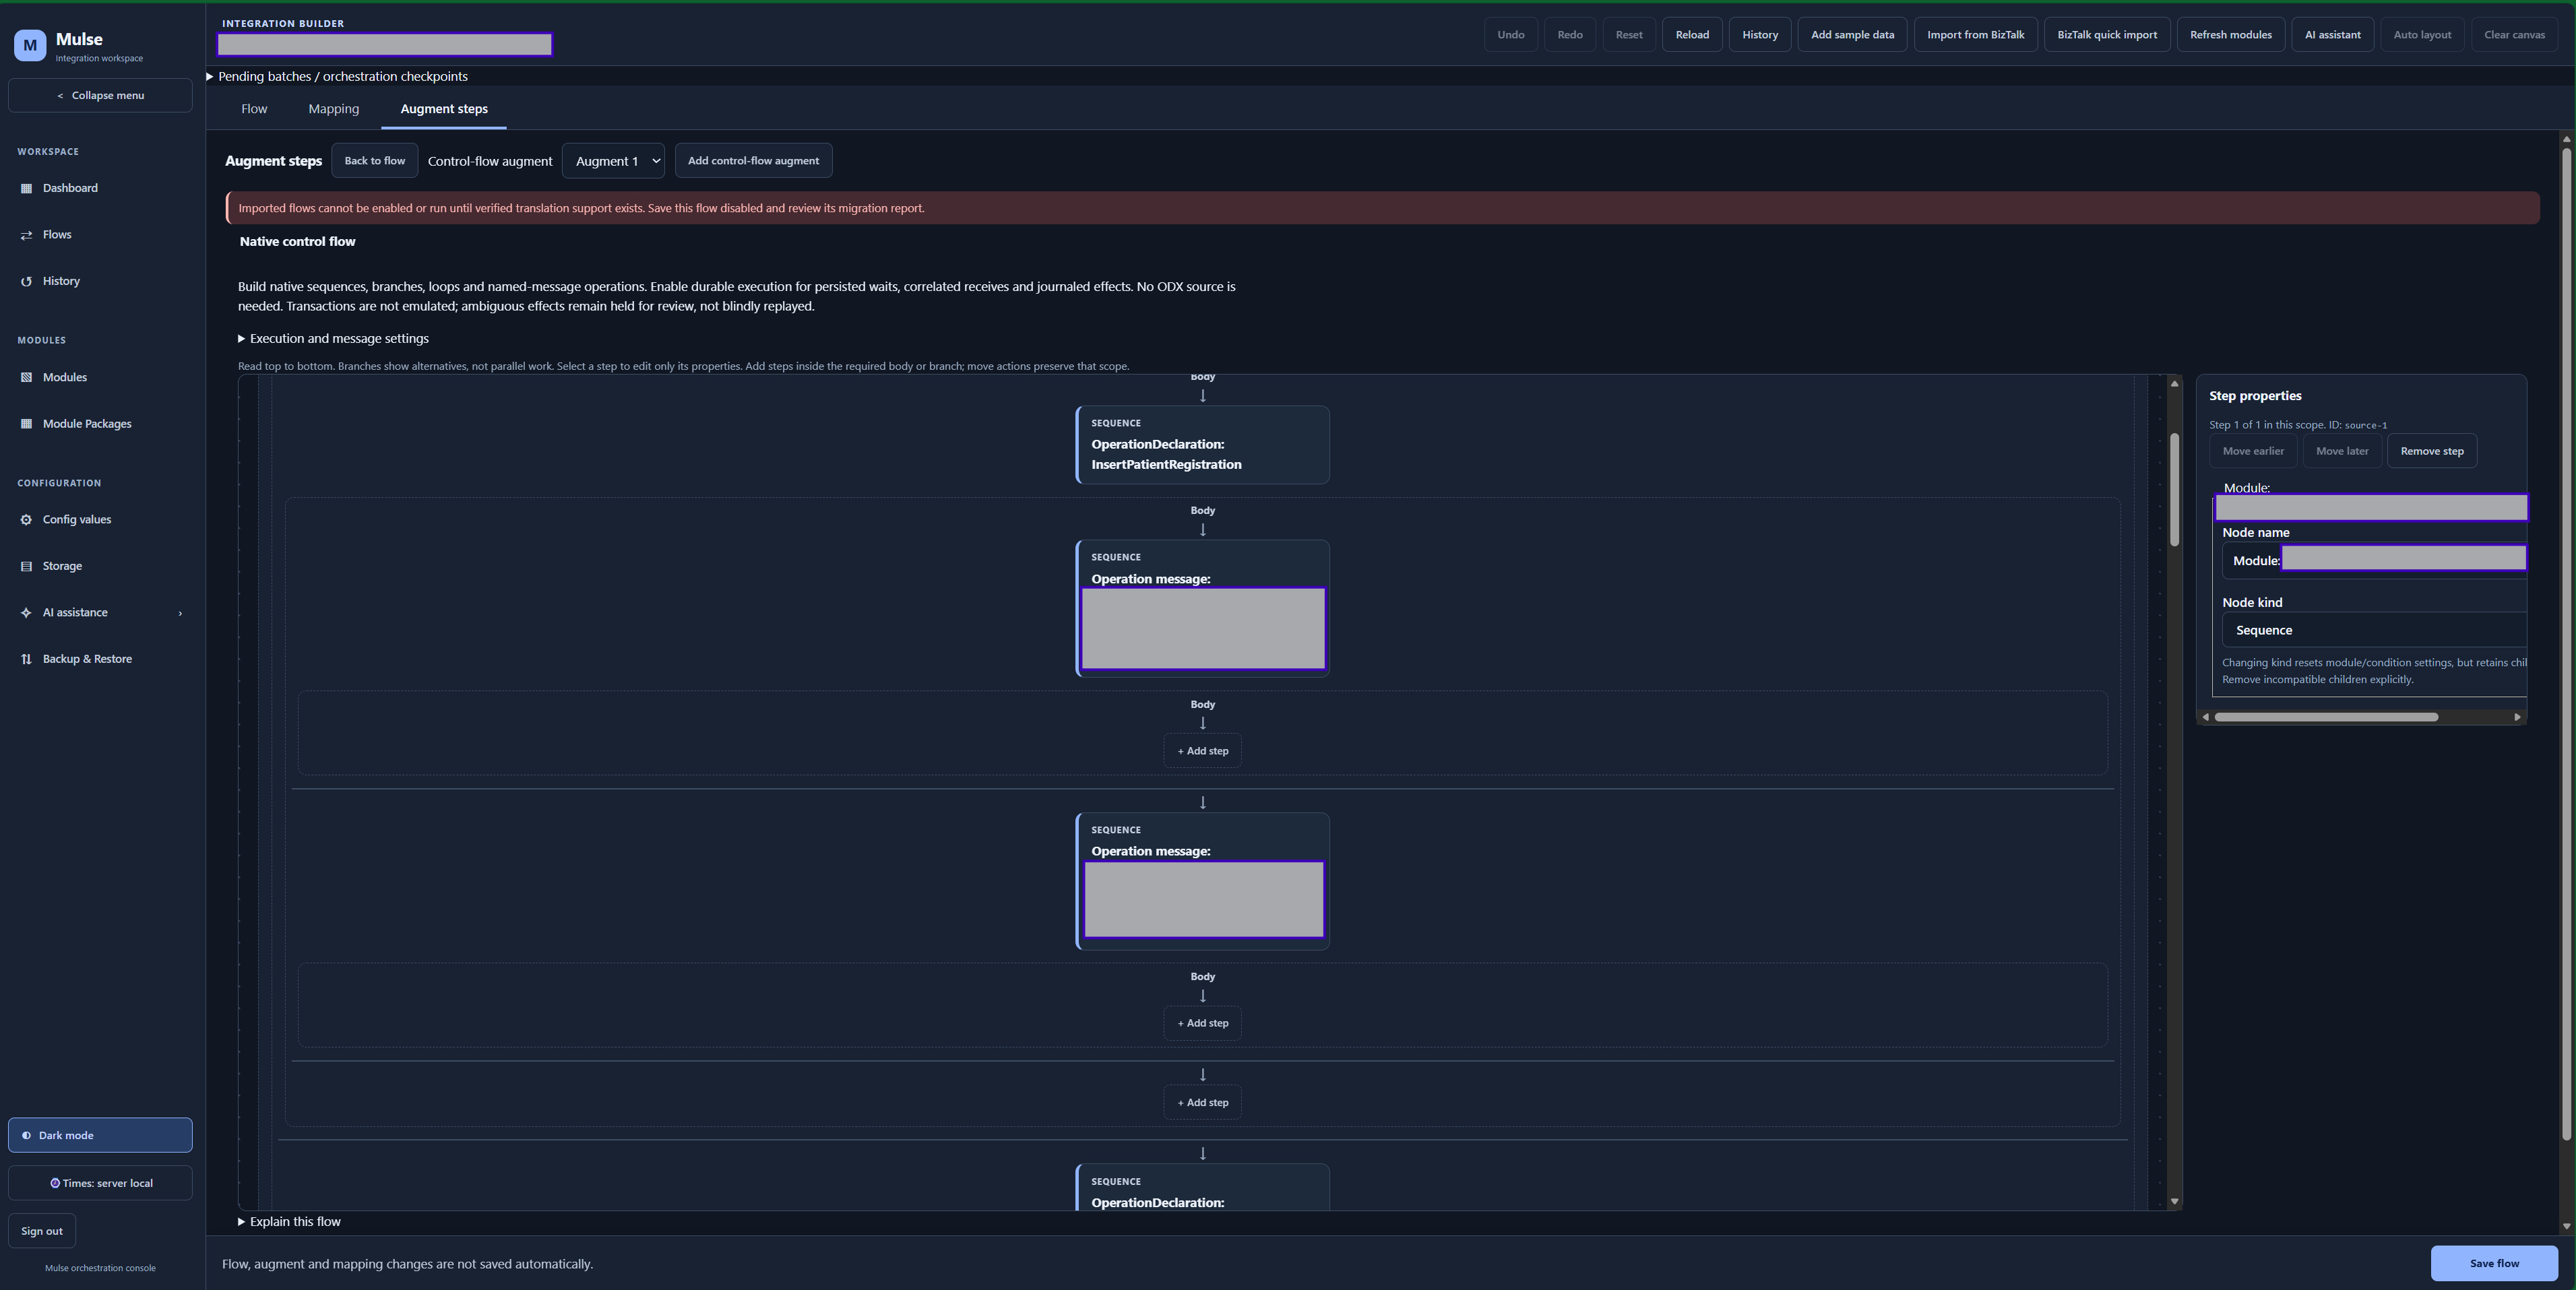 M
Mulse
Integration workspace
< Collapse menu
WORKSPACE
Dashboard
Flows
History
MODULES
Modules
Module Packages
CONFIGURATION
Config values
Storage
AI assistance
Backup & Restore
Dark mode
Times: server local
Sign out
Mulse orchestration console
INTEGRATION BUILDER
Undo
Redo
Reset
Reload
History
Add sample data
Import from BizTalk
BizTalk quick import
Refresh modules
AI assistant
Auto layout
Clear canvas
Pending batches / orchestration checkpoints
Flow
Mapping
Augment steps
Augment steps
Back to flow
Control-flow augment
Augment 1
Add control-flow augment
Imported flows cannot be enabled or run until verified translation support exists. Save this flow disabled and review its migration report.
Native control flow
Build native sequences, branches, loops and named-message operations. Enable durable execution for persisted waits, correlated receives and journaled effects. No ODX source is
needed. Transactions are not emulated; ambiguous effects remain held for review, not blindly replayed.
Execution and message settings
Read top to bottom. Branches show alternatives, not parallel work. Select a step to edit only its properties. Add steps inside the required body or branch; move actions preserve that scope.
Body
SEQUENCE
OperationDeclaration:
InsertPatientRegistration
Body
SEQUENCE
Operation message:
Body
+ Add step
SEQUENCE
Operation message:
Body
+ Add step
+ Add step
SEQUENCE
OperationDeclaration:
Explain this flow
Step properties
Step 1 of 1 in this scope. ID: source-1
Move earlier
Move later
Remove step
Module:
Node name
Module:
Node kind
Sequence
Changing kind resets module/condition settings, but retains chil
Remove incompatible children explicitly.
Flow, augment and mapping changes are not saved automatically.
Save flow